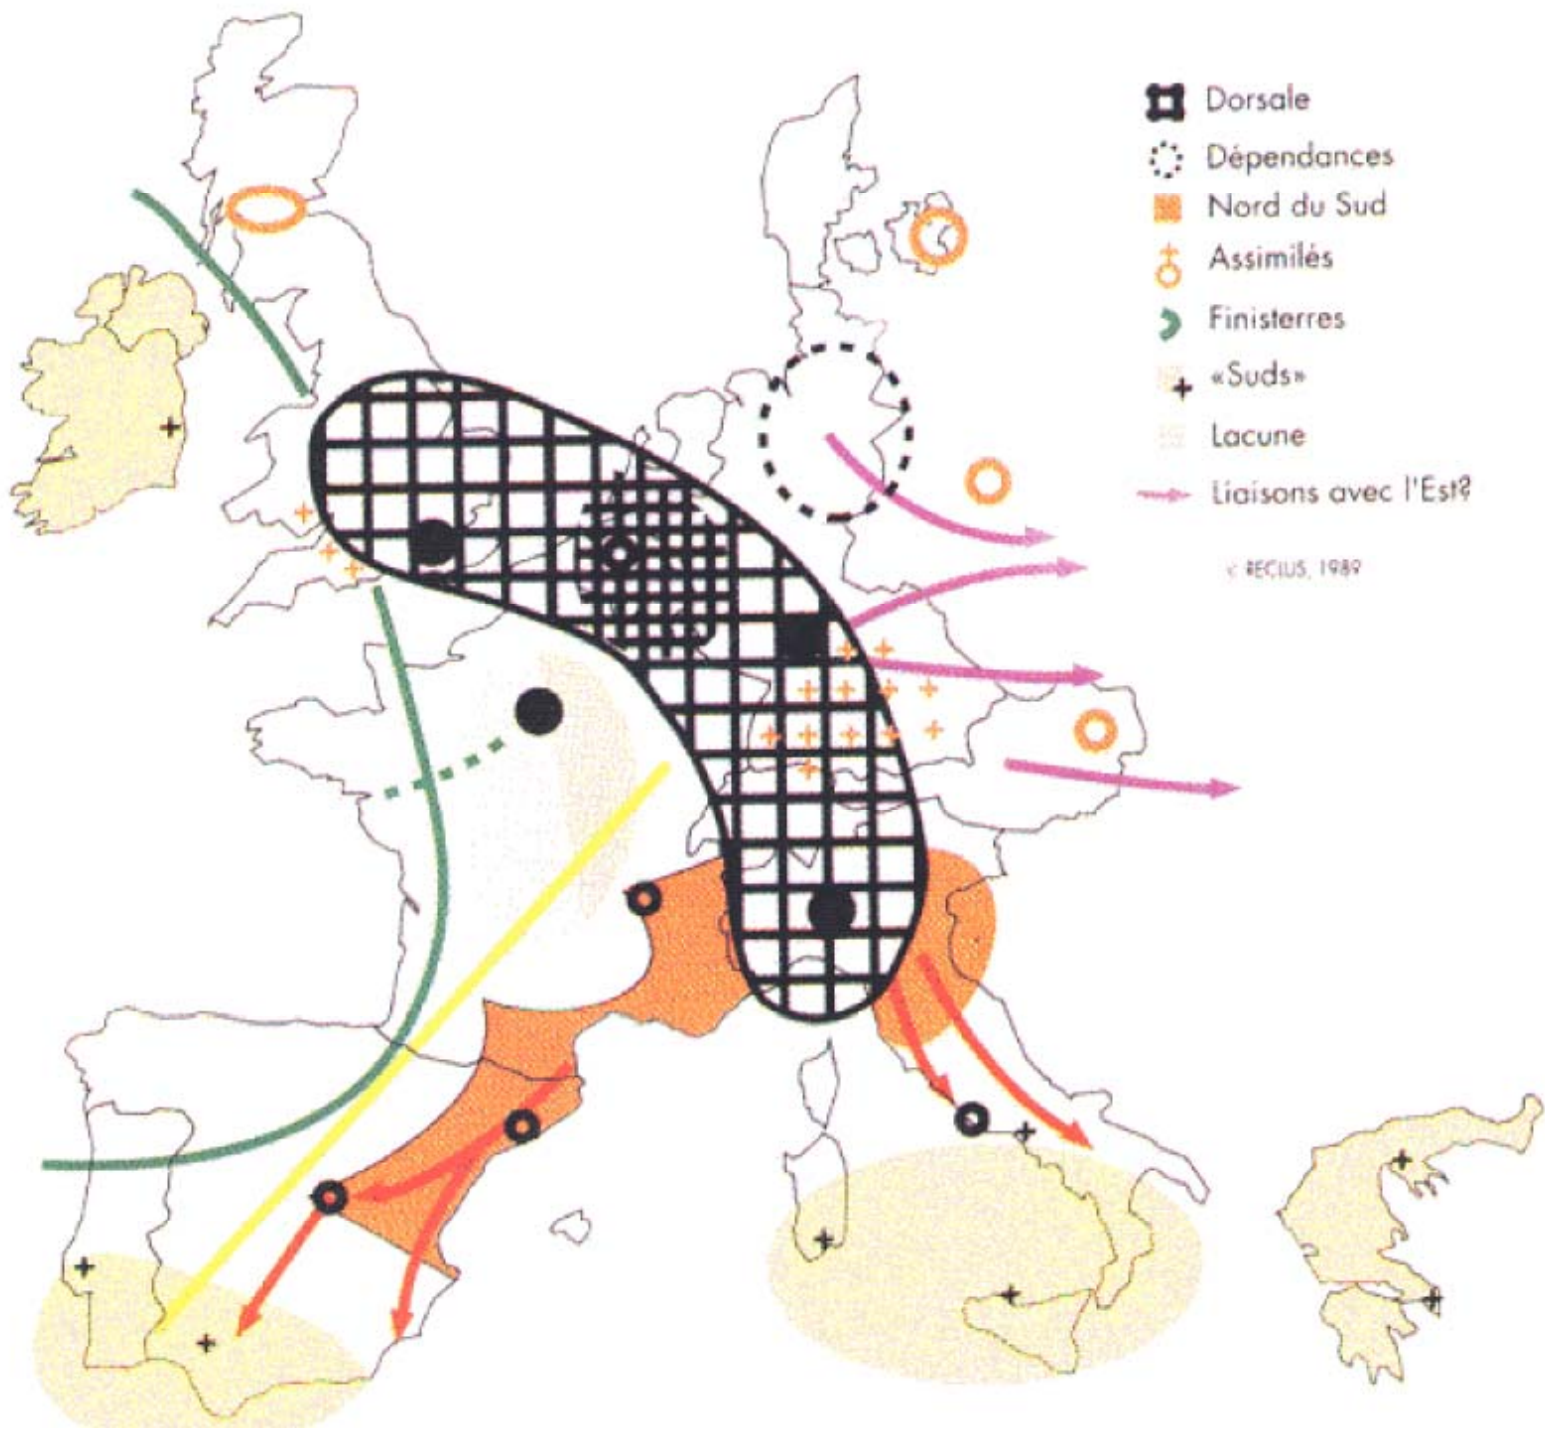 Dorsale
Dépendances
Nord du Sud
Assimilés
Finisterres
«Suds»
Lacune
Liaisons avec l'Est?
© RECLUS, 1989